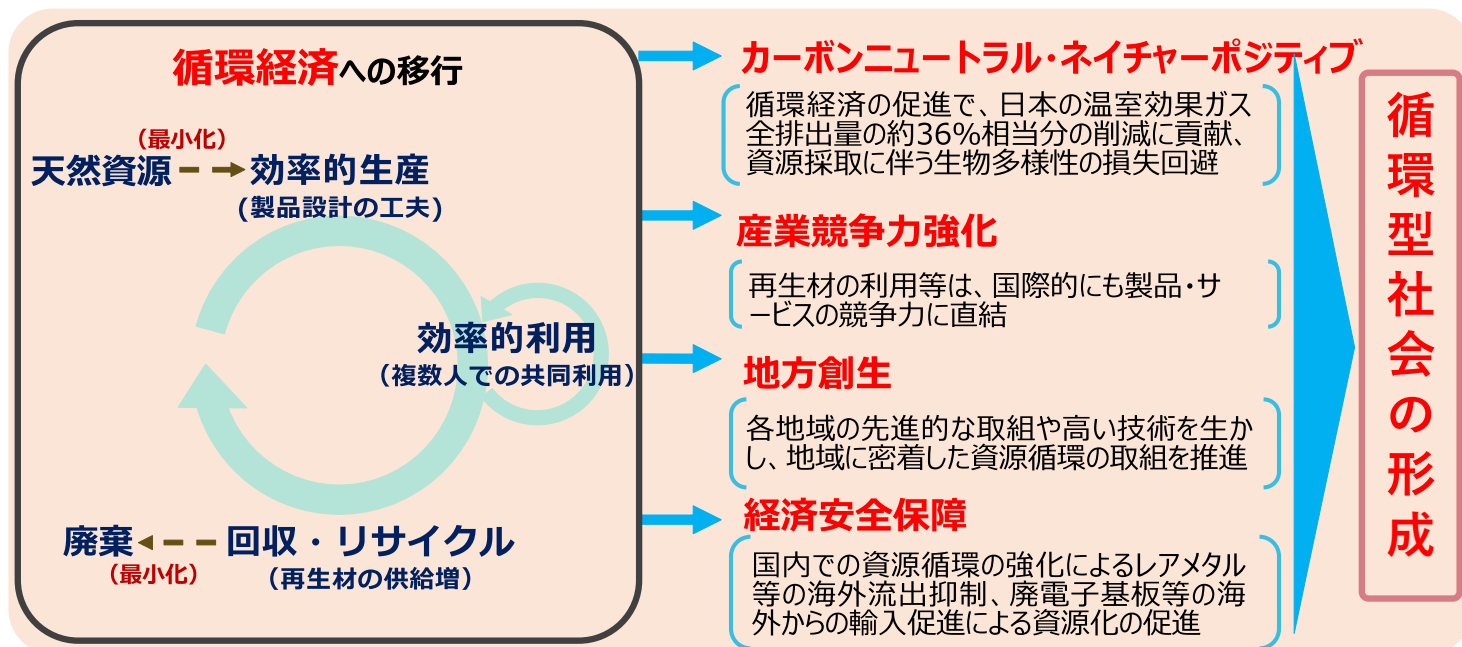 循環経済への移行
（最小化）
天然資源
効率的生産
(製品設計の工夫)
効率的利用
（複数人での共同利用）
廃棄
回収・リサイクル
（最小化）
（再生材の供給増）
カーボンニュートラル・ネイチャーポジティブ
循環経済の促進で、日本の温室効果ガス
全排出量の約36%相当分の削減に貢献、
資源採取に伴う生物多様性の損失回避
産業競争力強化
再生材の利用等は、国際的にも製品・サ
ービスの競争力に直結
地方創生
各地域の先進的な取組や高い技術を生か
し、地域に密着した資源循環の取組を推進
経済安全保障
国内での資源循環の強化によるレアメタル
等の海外流出抑制、廃電子基板等の海
外からの輸入促進による資源化の促進
循環型社会の形成